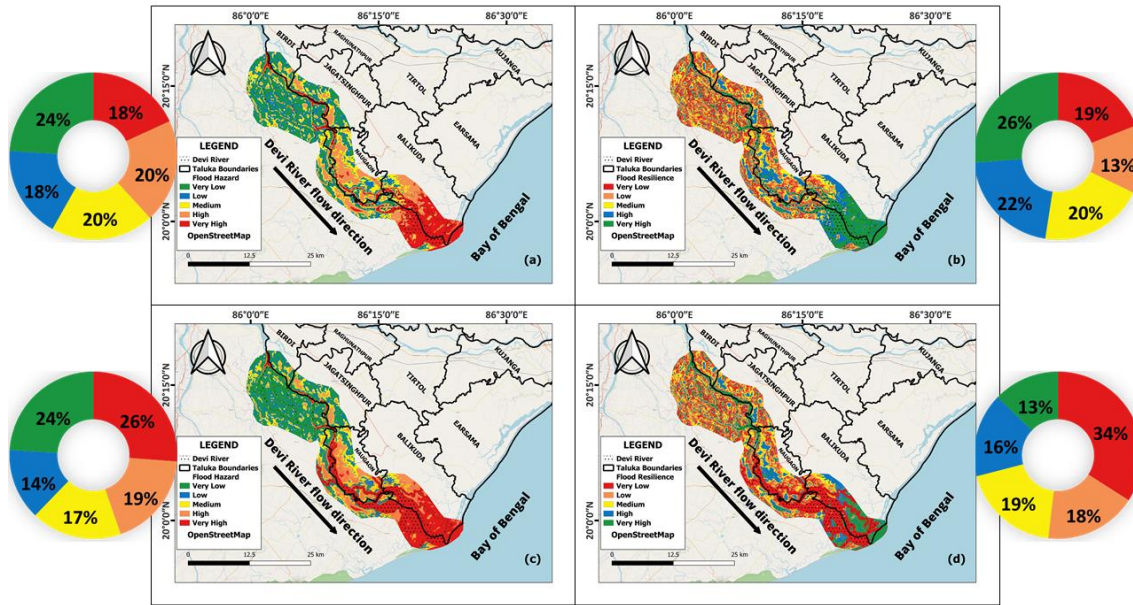 86°0'0"E 86°15'0"E 86°30'0"E
86°0'0"E 86°15'0"E 86°30'0"E
20°15'0"N
20°0'0"N
BIRDI
RAGHUNATHPUR
KUJANGA
JAGATSINGHPUR
TIRTOL
ERSAMA
BALIKUDA
NAUGAON
LEGEND
Devi River
Taluka Boundaries
Flood Hazard
Very Low
Low
Medium
High
Very High
OpenStreetMap
Devi River flow direction
Bay of Bengal
0 12.5 25 km
(a)
24%
18%
20%
20%
18%
20°15'0"N
20°0'0"N
BIRDI
RAGHUNATHPUR
KUJANGA
JAGATSINGHPUR
TIRTOL
EARSAMA
BALIKUDA
NAUGAON
LEGEND
Devi River
Taluka Boundaries
Flood Resilience
Very Low
Low
Medium
High
Very High
OpenStreetMap
Devi River flow direction
Bay of Bengal
0 12.5 25 km
(b)
26%
19%
13%
20%
22%
86°0'0"E 86°15'0"E 86°30'0"E
86°0'0"E 86°15'0"E 86°30'0"E
20°15'0"N
20°0'0"N
BIRDI
RAGHUNATHPUR
KUJANGA
JAGATSINGHPUR
TIRTOL
EARSAMA
BALIKUDA
NAUGAON
LEGEND
Devi River
Taluka Boundaries
Flood Hazard
Very Low
Low
Medium
High
Very High
OpenStreetMap
Devi River flow direction
Bay of Bengal
0 12.5 25 km
(c)
24%
26%
19%
17%
14%
20°15'0"N
20°0'0"N
BIRDI
RAGHUNATHPUR
KUJANGA
JAGATSINGHPUR
TIRTOL
EARSAMA
BALIKUDA
NAUGAON
LEGEND
Devi River
Taluka Boundaries
Flood Resilience
Very Low
Low
Medium
High
Very High
OpenStreetMap
Devi River flow direction
Bay of Bengal
0 12.5 25 km
(d)
13%
34%
18%
19%
16%